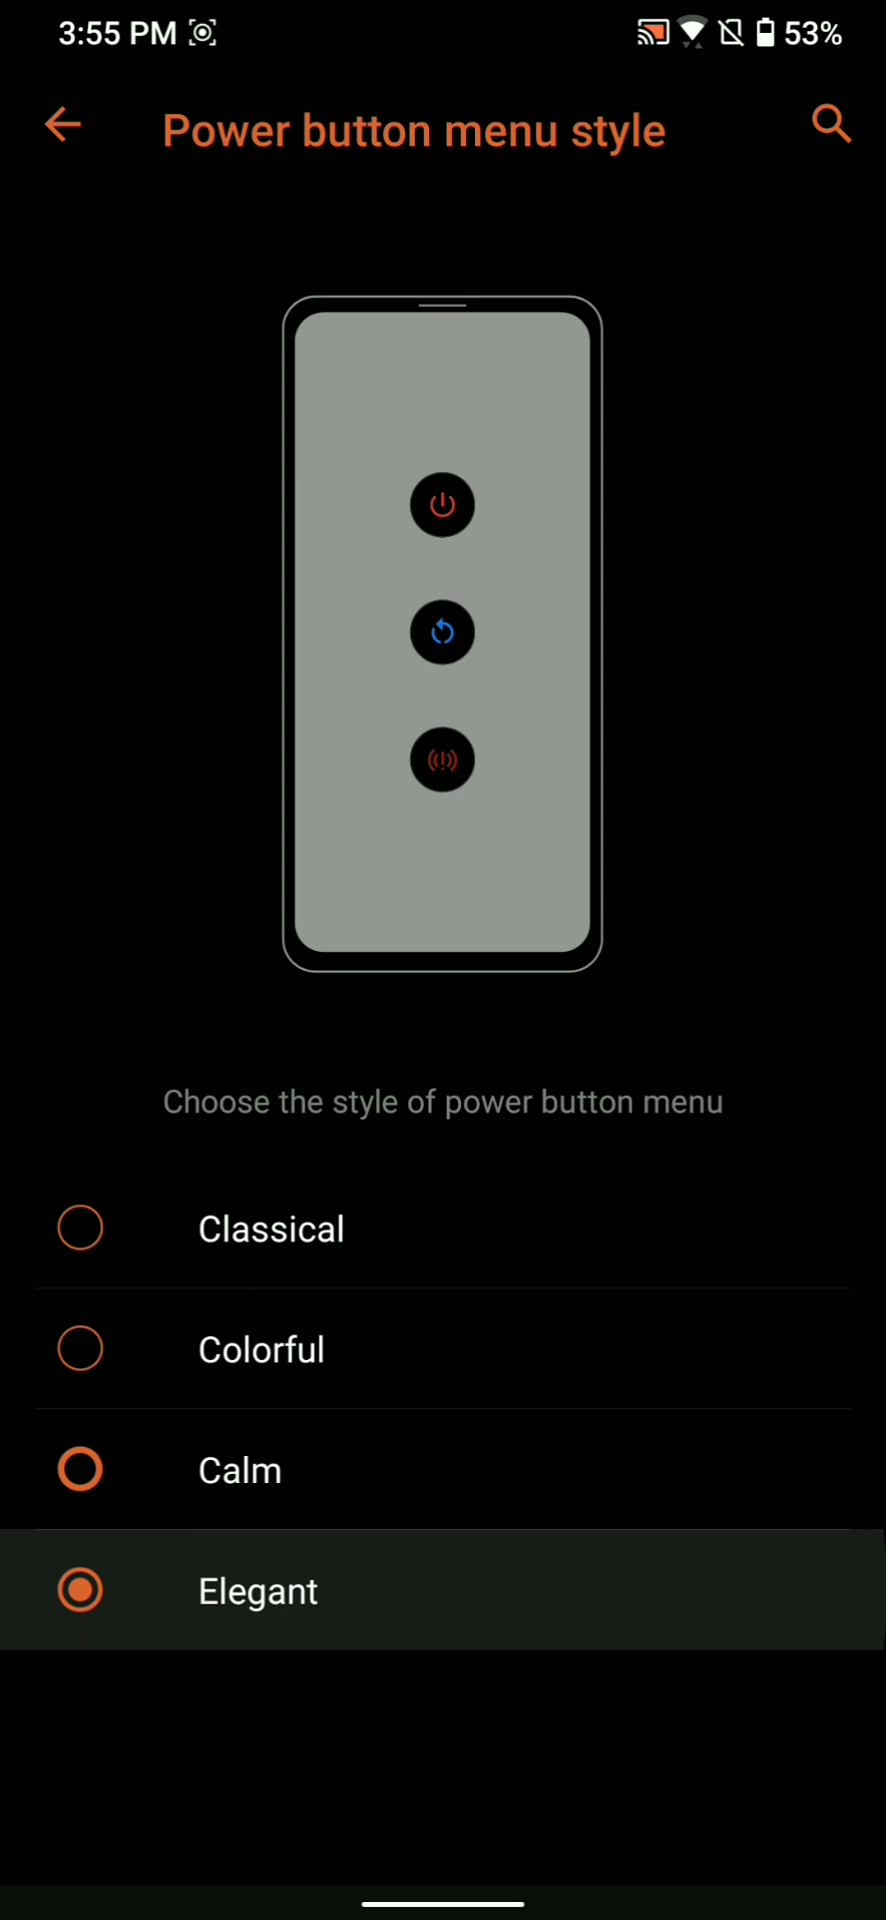 3:55 PM 53%
Power button menu style
Choose the style of power button menu
Classical
Colorful
Calm
Elegant